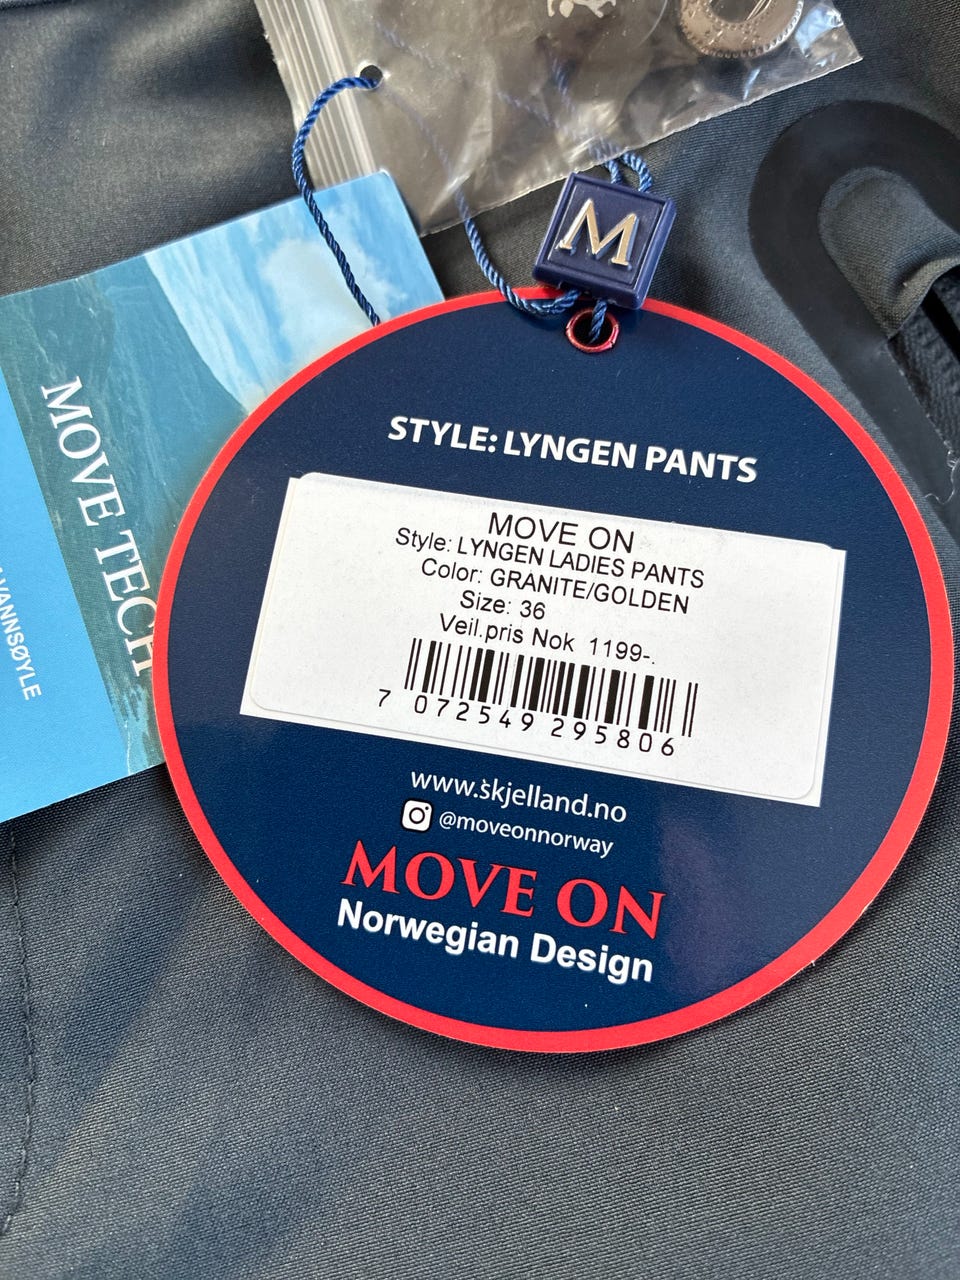 M
STYLE: LYNGEN PANTS
MOVE ON
Style: LYNGEN LADIES PANTS
Color: GRANITE/GOLDEN
Size: 36
Veil.pris Nok 1199-.
7 072549 295806
www.skjelland.no
@moveonnorway
MOVE ON
Norwegian Design
MOVE TECH
VANNSØYLE